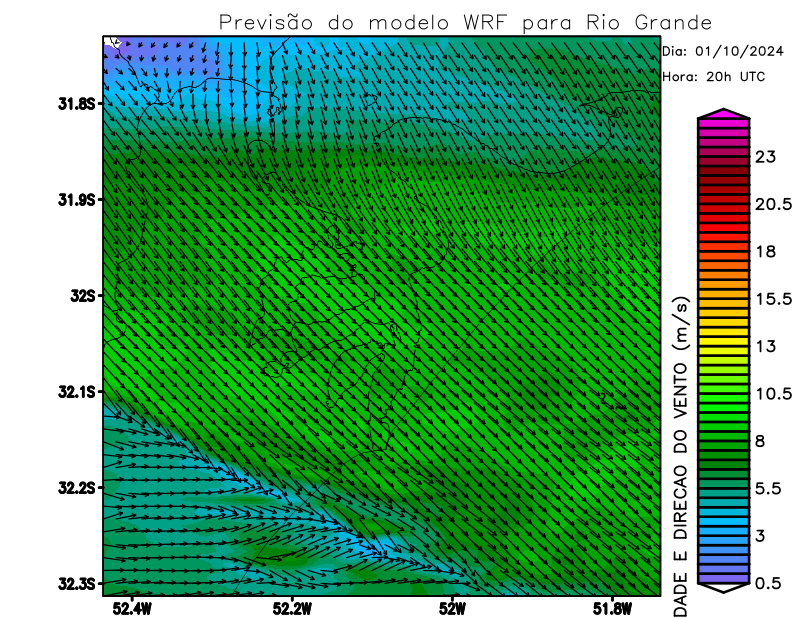 Previsão do modelo WRF para Rio Grande
Dia: 01/10/2024
Hora: 20h UTC
31.8S
31.9S
32S
32.1S
32.2S
32.3S
52.4W
52.2W
52W
51.8W
23
20.5
18
15.5
13
10.5
8
5.5
3
0.5
DADE E DIRECAO DO VENTO (m/s)